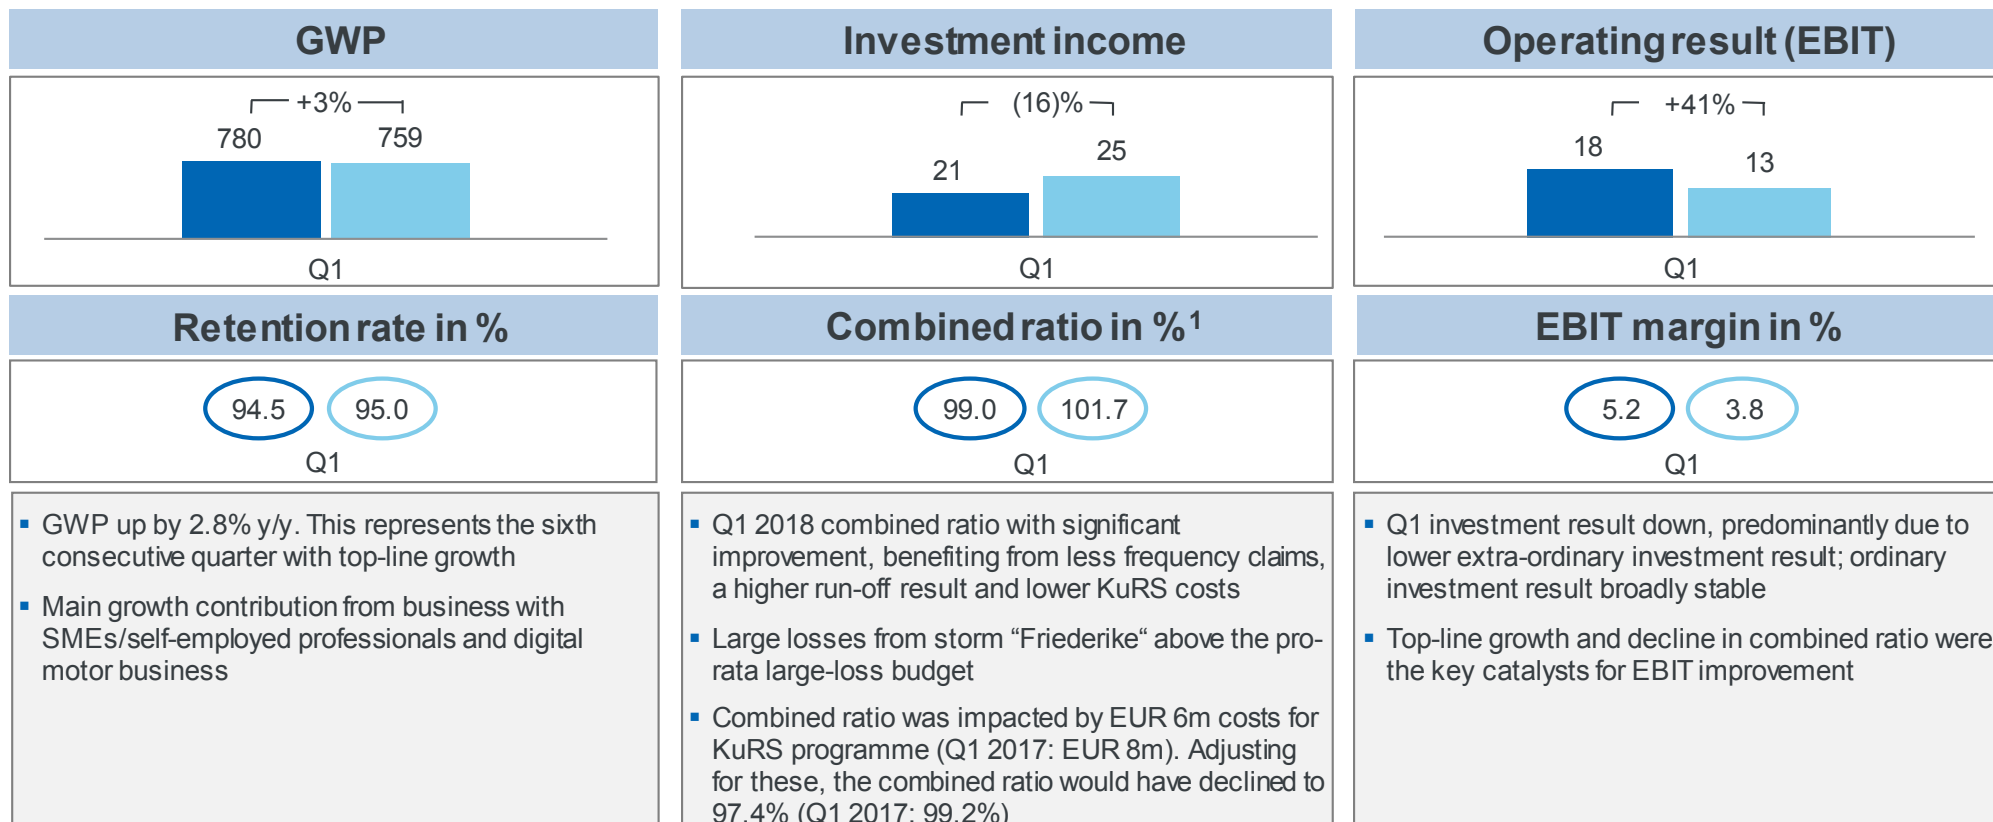 GWP
+3%
780
759
Q1
Investment income
(16)%
21
25
Q1
Operating result (EBIT)
+41%
18
13
Q1
Retention rate in %
94.5
95.0
Q1
Combined ratio in %¹
99.0
101.7
Q1
EBIT margin in %
5.2
3.8
Q1
▪ GWP up by 2.8% y/y. This represents the sixth
consecutive quarter with top-line growth
▪ Main growth contribution from business with
SMEs/self-employed professionals and digital
motor business
▪ Q1 2018 combined ratio with significant
improvement, benefiting from less frequency claims,
a higher run-off result and lower KuRS costs
▪ Large losses from storm “Friederike“ above the pro-
rata large-loss budget
▪ Combined ratio was impacted by EUR 6m costs for
KuRS programme (Q1 2017: EUR 8m). Adjusting
for these, the combined ratio would have declined to
97.4% (Q1 2017: 99.2%)
▪ Q1 investment result down, predominantly due to
lower extra-ordinary investment result; ordinary
investment result broadly stable
▪ Top-line growth and decline in combined ratio were
the key catalysts for EBIT improvement